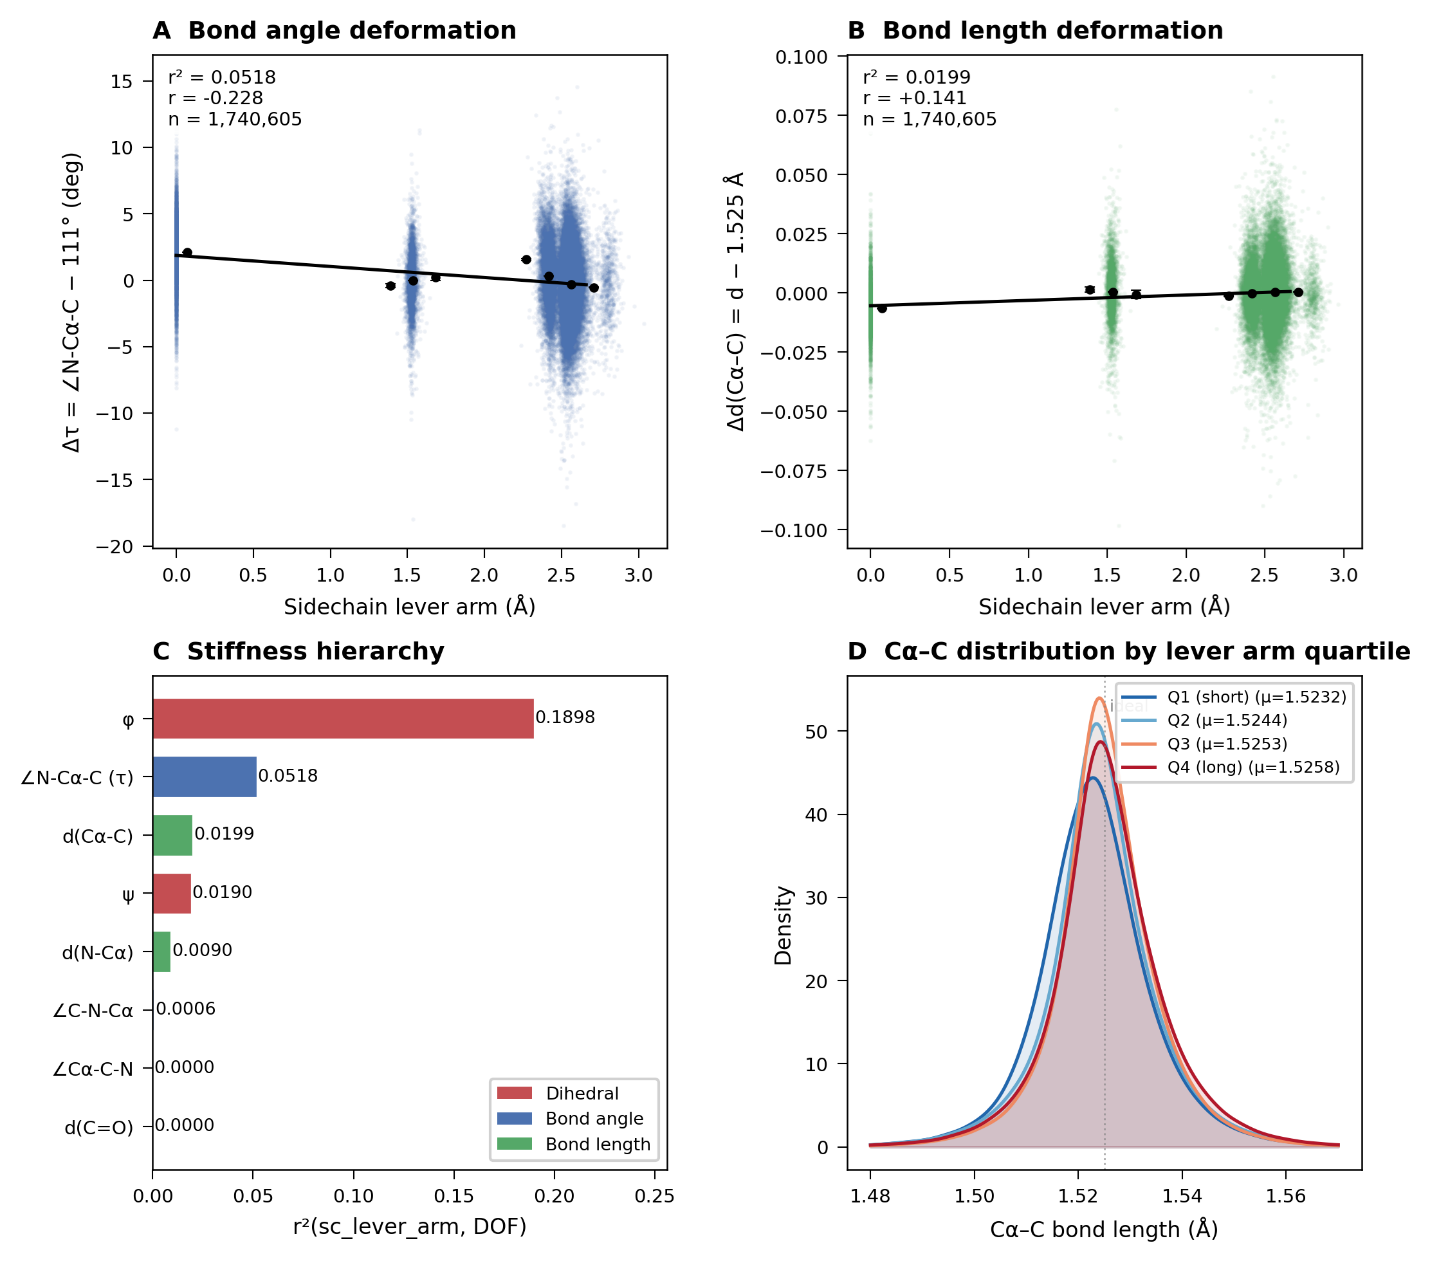 A  Bond angle deformation
r² = 0.0518
r = -0.228
n = 1,740,605
15
10
5
0
−5
−10
−15
−20
Δτ = ∠N-Cα-C − 111° (deg)
0.0 0.5 1.0 1.5 2.0 2.5 3.0
Sidechain lever arm (Å)
B  Bond length deformation
r² = 0.0199
r = +0.141
n = 1,740,605
0.100
0.075
0.050
0.025
0.000
−0.025
−0.050
−0.075
−0.100
Δd(Cα–C) = d − 1.525 Å
0.0 0.5 1.0 1.5 2.0 2.5 3.0
Sidechain lever arm (Å)
C  Stiffness hierarchy
φ 0.1898
∠N-Cα-C (τ) 0.0518
d(Cα-C) 0.0199
ψ 0.0190
d(N-Cα) 0.0090
∠C-N-Cα 0.0006
∠Cα-C-N 0.0000
d(C=O) 0.0000
Dihedral
Bond angle
Bond length
0.00 0.05 0.10 0.15 0.20 0.25
r²(sc_lever_arm, DOF)
D  Cα–C distribution by lever arm quartile
ideal
Q1 (short) (μ=1.5232)
Q2 (μ=1.5244)
Q3 (μ=1.5253)
Q4 (long) (μ=1.5258)
50
40
30
20
10
0
Density
1.48 1.50 1.52 1.54 1.56
Cα–C bond length (Å)